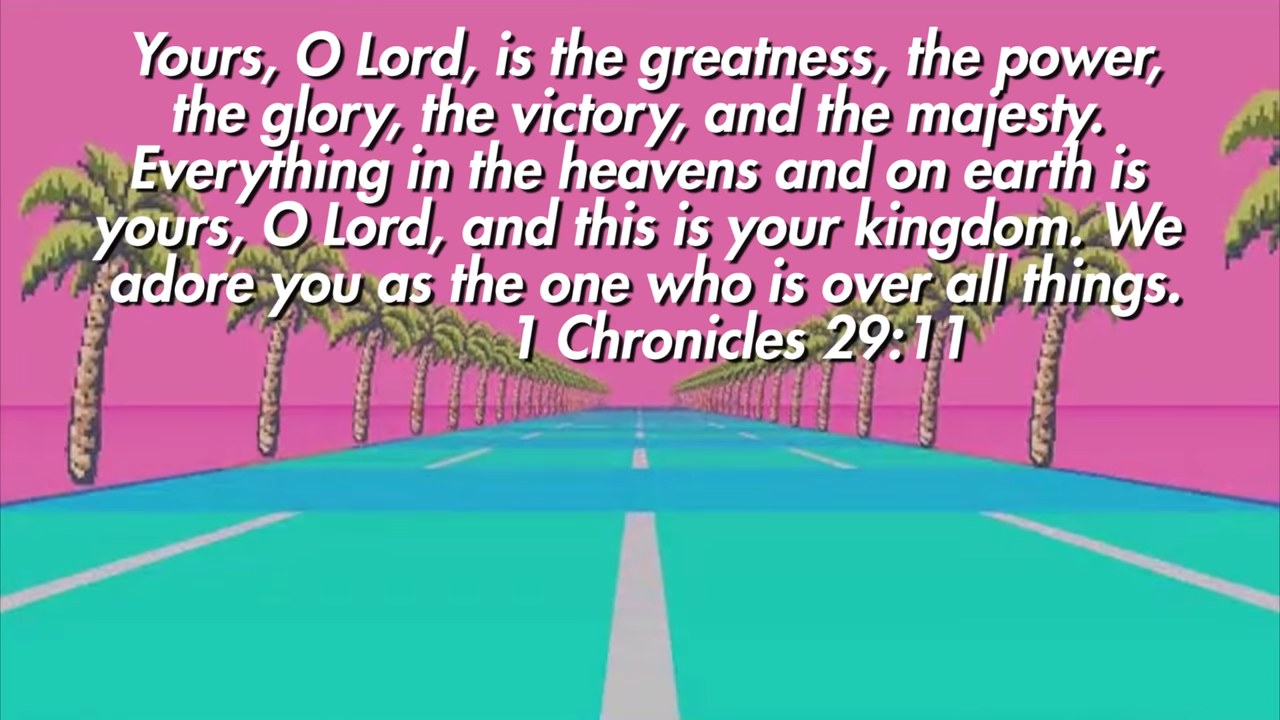 Yours, O Lord, is the greatness, the power,
the glory, the victory, and the majesty.
Everything in the heavens and on earth is
yours, O Lord, and this is your kingdom. We
adore you as the one who is over all things.
1 Chronicles 29:11